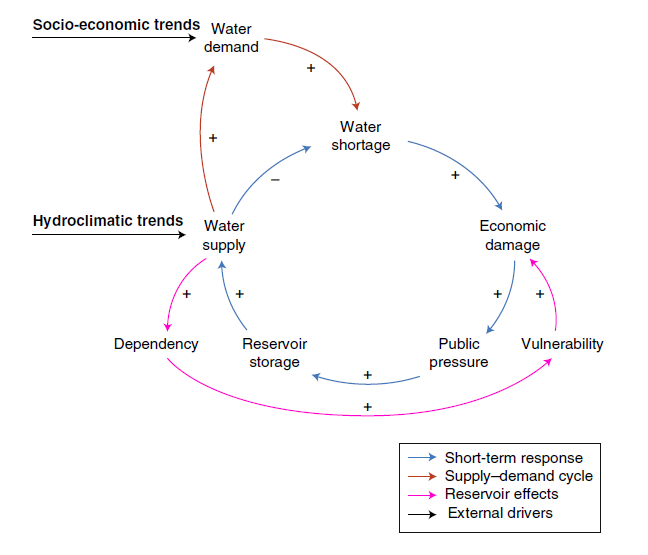 Socio-economic trends
Water
demand
+
Water
shortage
+
+
–
Hydroclimatic trends
Water
supply
Economic
damage
+
+
+
+
Dependency
Reservoir
storage
Public
pressure
Vulnerability
+
+
Short-term response
Supply–demand cycle
Reservoir effects
External drivers